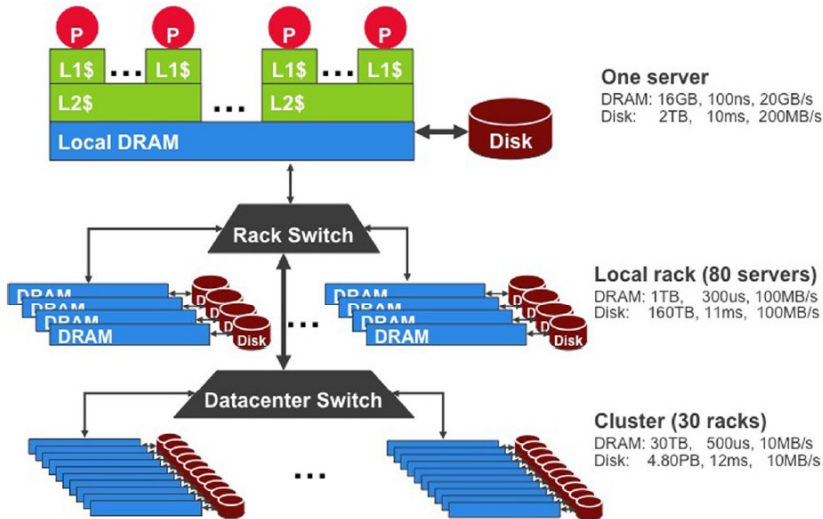 P P P P
L1$ ... L1$ L1$ ... L1$
L2$ ... L2$
Local DRAM
Disk
One server
DRAM: 16GB, 100ns, 20GB/s
Disk: 2TB, 10ms, 200MB/s
Rack Switch
DRAM
DRAM
DRAM
DRAM
Disk
...
DRAM
DRAM
DRAM
DRAM
Disk
Local rack (80 servers)
DRAM: 1TB, 300us, 100MB/s
Disk: 160TB, 11ms, 100MB/s
Datacenter Switch
...
Cluster (30 racks)
DRAM: 30TB, 500us, 10MB/s
Disk: 4.80PB, 12ms, 10MB/s